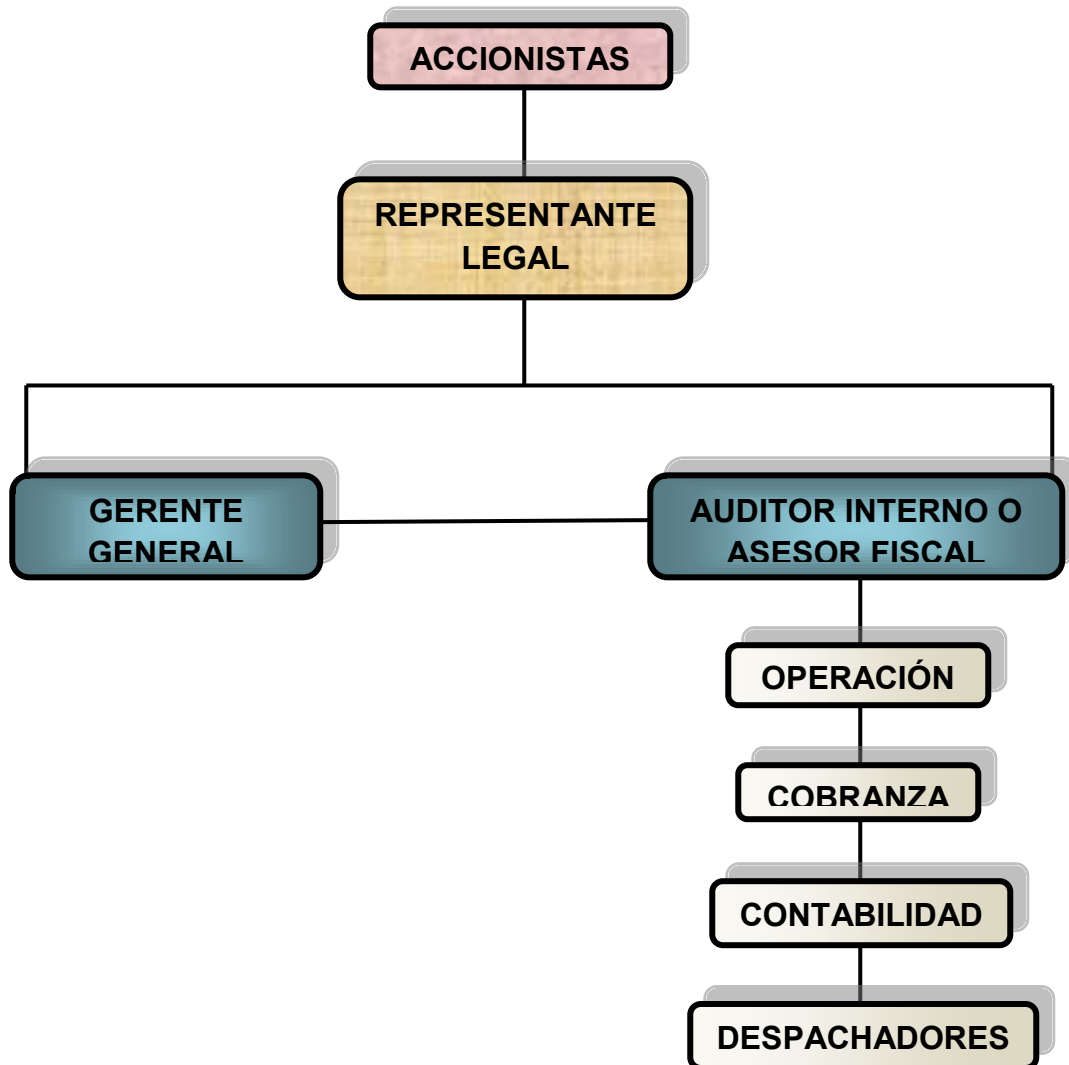 ACCIONISTAS
REPRESENTANTE
LEGAL
GERENTE
GENERAL
AUDITOR INTERNO O
ASESOR FISCAL
OPERACIÓN
COBRANZA
CONTABILIDAD
DESPACHADORES